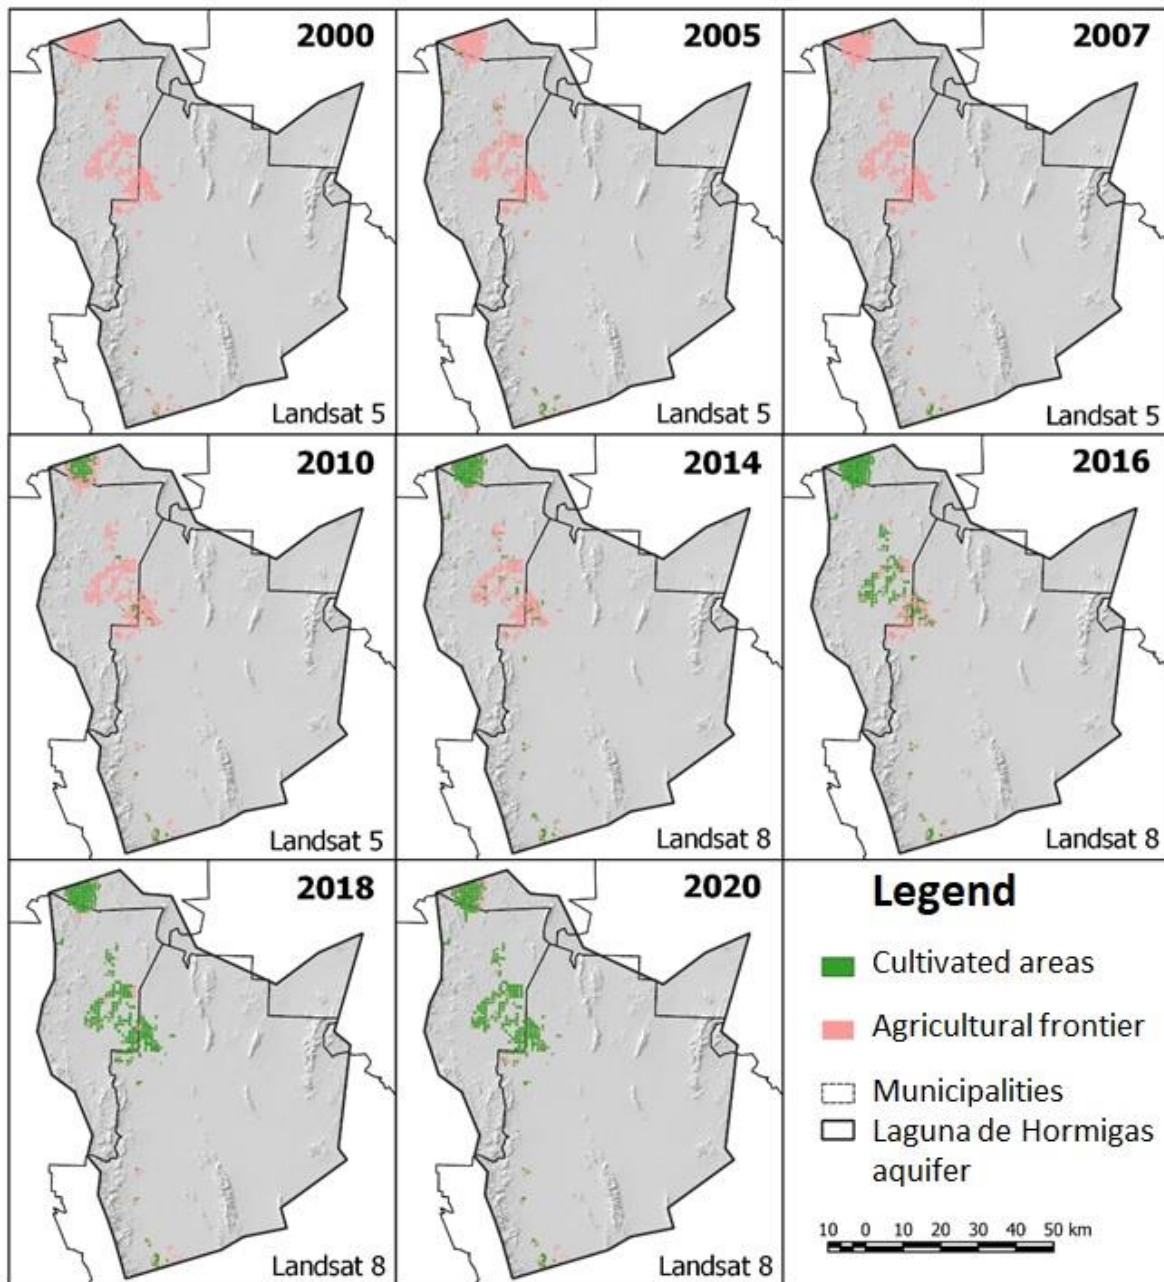 2000
Landsat 5
2005
Landsat 5
2007
Landsat 5
2010
Landsat 5
2014
Landsat 8
2016
Landsat 8
2018
Landsat 8
2020
Landsat 8
Legend
Cultivated areas
Agricultural frontier
Municipalities
Laguna de Hormigas
aquifer
10 0 10 20 30 40 50 km